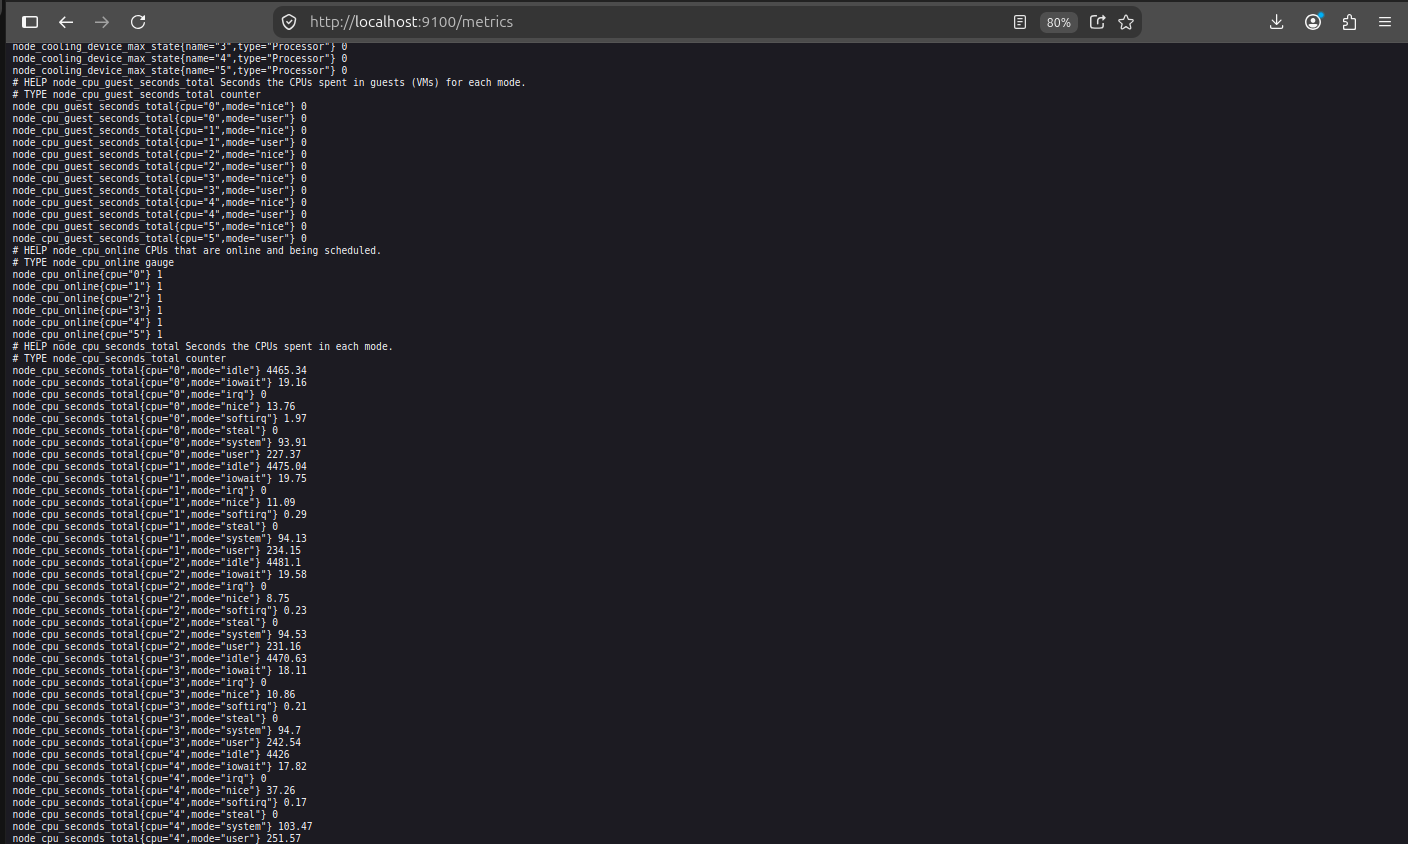 http://localhost:9100/metrics
80%
node_cooling_device_max_state{name="3",type="Processor"} 0
node_cooling_device_max_state{name="4",type="Processor"} 0
node_cooling_device_max_state{name="5",type="Processor"} 0
# HELP node_cpu_guest_seconds_total Seconds the CPUs spent in guests (VMs) for each mode.
# TYPE node_cpu_guest_seconds_total counter
node_cpu_guest_seconds_total{cpu="0",mode="nice"} 0
node_cpu_guest_seconds_total{cpu="0",mode="user"} 0
node_cpu_guest_seconds_total{cpu="1",mode="nice"} 0
node_cpu_guest_seconds_total{cpu="1",mode="user"} 0
node_cpu_guest_seconds_total{cpu="2",mode="nice"} 0
node_cpu_guest_seconds_total{cpu="2",mode="user"} 0
node_cpu_guest_seconds_total{cpu="3",mode="nice"} 0
node_cpu_guest_seconds_total{cpu="3",mode="user"} 0
node_cpu_guest_seconds_total{cpu="4",mode="nice"} 0
node_cpu_guest_seconds_total{cpu="4",mode="user"} 0
node_cpu_guest_seconds_total{cpu="5",mode="nice"} 0
node_cpu_guest_seconds_total{cpu="5",mode="user"} 0
# HELP node_cpu_online CPUs that are online and being scheduled.
# TYPE node_cpu_online gauge
node_cpu_online{cpu="0"} 1
node_cpu_online{cpu="1"} 1
node_cpu_online{cpu="2"} 1
node_cpu_online{cpu="3"} 1
node_cpu_online{cpu="4"} 1
node_cpu_online{cpu="5"} 1
# HELP node_cpu_seconds_total Seconds the CPUs spent in each mode.
# TYPE node_cpu_seconds_total counter
node_cpu_seconds_total{cpu="0",mode="idle"} 4465.34
node_cpu_seconds_total{cpu="0",mode="iowait"} 19.16
node_cpu_seconds_total{cpu="0",mode="irq"} 0
node_cpu_seconds_total{cpu="0",mode="nice"} 13.76
node_cpu_seconds_total{cpu="0",mode="softirq"} 1.97
node_cpu_seconds_total{cpu="0",mode="steal"} 0
node_cpu_seconds_total{cpu="0",mode="system"} 93.91
node_cpu_seconds_total{cpu="0",mode="user"} 227.37
node_cpu_seconds_total{cpu="1",mode="idle"} 4475.04
node_cpu_seconds_total{cpu="1",mode="iowait"} 19.75
node_cpu_seconds_total{cpu="1",mode="irq"} 0
node_cpu_seconds_total{cpu="1",mode="nice"} 11.09
node_cpu_seconds_total{cpu="1",mode="softirq"} 0.29
node_cpu_seconds_total{cpu="1",mode="steal"} 0
node_cpu_seconds_total{cpu="1",mode="system"} 94.13
node_cpu_seconds_total{cpu="1",mode="user"} 234.15
node_cpu_seconds_total{cpu="2",mode="idle"} 4481.1
node_cpu_seconds_total{cpu="2",mode="iowait"} 19.58
node_cpu_seconds_total{cpu="2",mode="irq"} 0
node_cpu_seconds_total{cpu="2",mode="nice"} 8.75
node_cpu_seconds_total{cpu="2",mode="softirq"} 0.23
node_cpu_seconds_total{cpu="2",mode="steal"} 0
node_cpu_seconds_total{cpu="2",mode="system"} 94.53
node_cpu_seconds_total{cpu="2",mode="user"} 231.16
node_cpu_seconds_total{cpu="3",mode="idle"} 4470.63
node_cpu_seconds_total{cpu="3",mode="iowait"} 18.11
node_cpu_seconds_total{cpu="3",mode="irq"} 0
node_cpu_seconds_total{cpu="3",mode="nice"} 10.86
node_cpu_seconds_total{cpu="3",mode="softirq"} 0.21
node_cpu_seconds_total{cpu="3",mode="steal"} 0
node_cpu_seconds_total{cpu="3",mode="system"} 94.7
node_cpu_seconds_total{cpu="3",mode="user"} 242.54
node_cpu_seconds_total{cpu="4",mode="idle"} 4426
node_cpu_seconds_total{cpu="4",mode="iowait"} 17.82
node_cpu_seconds_total{cpu="4",mode="irq"} 0
node_cpu_seconds_total{cpu="4",mode="nice"} 37.26
node_cpu_seconds_total{cpu="4",mode="softirq"} 0.17
node_cpu_seconds_total{cpu="4",mode="steal"} 0
node_cpu_seconds_total{cpu="4",mode="system"} 103.47
node_cpu_seconds_total{cpu="4",mode="user"} 251.57